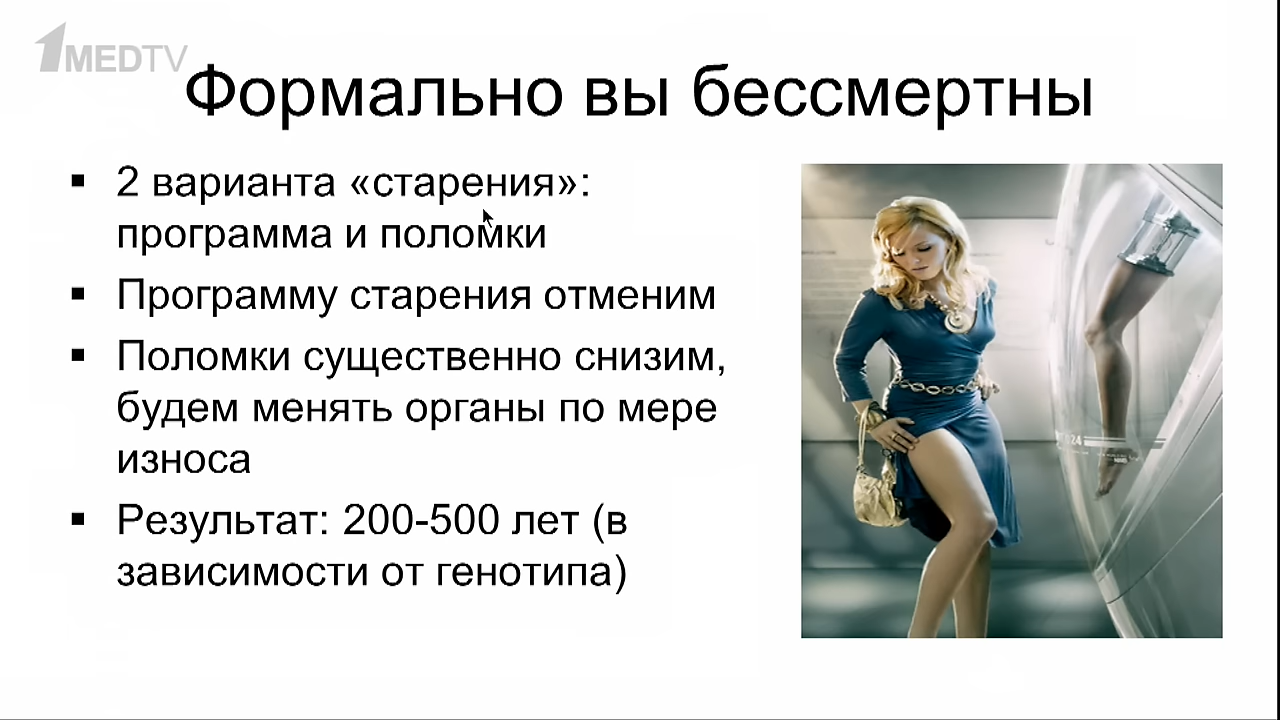 1MEDTV
Формально вы бессмертны
▪ 2 варианта «старения»:
программа и поломки
▪ Программу старения отменим
▪ Поломки существенно снизим,
будем менять органы по мере
износа
▪ Результат: 200-500 лет (в
зависимости от генотипа)